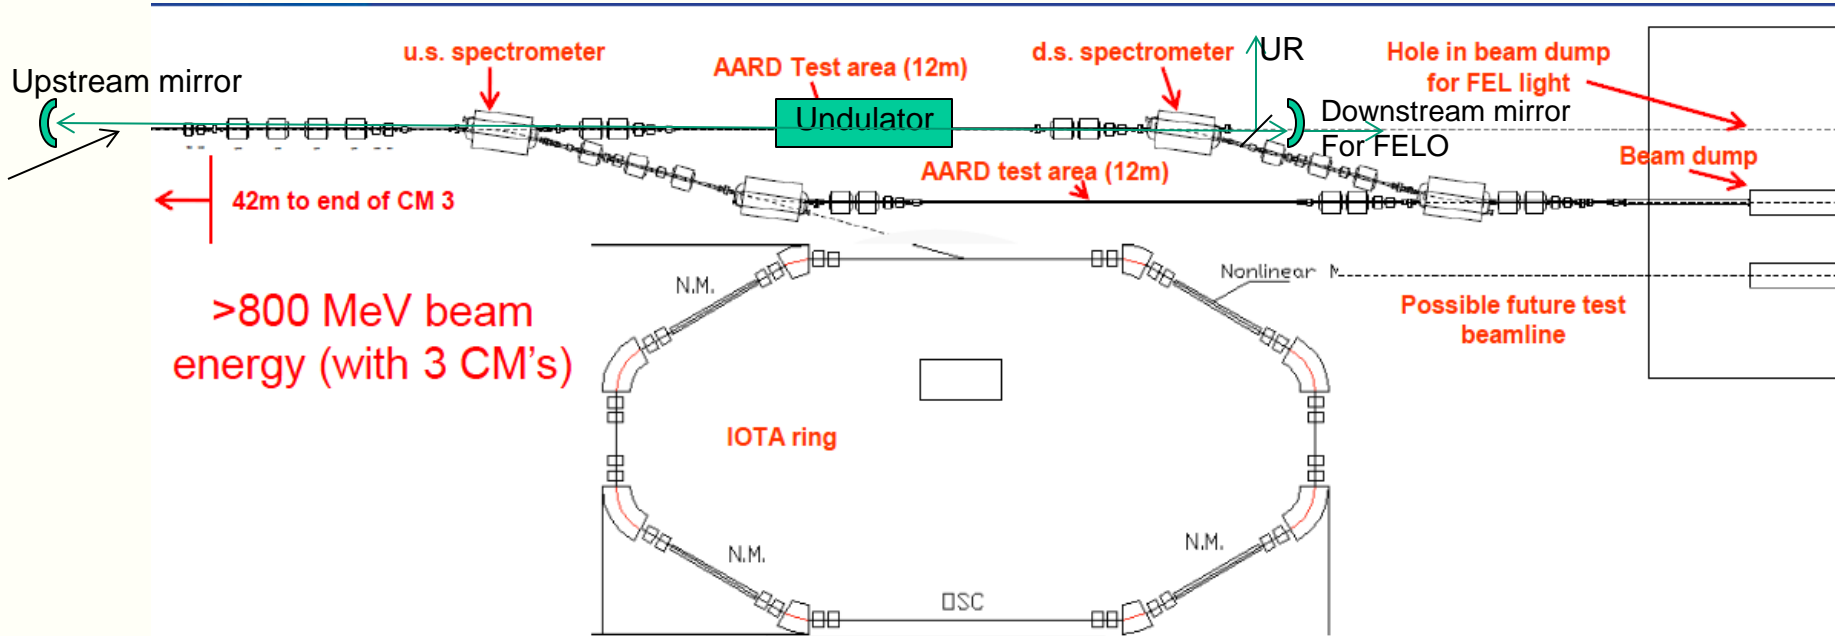 u.s. spectrometer
d.s. spectrometer
UR
Hole in beam dump
for FEL light
AARD Test area (12m)
Upstream mirror
Undulator
Downstream mirror
For FELO
Beam dump
AARD test area (12m)
42m to end of CM 3
N.M.
Nonlinear
>800 MeV beam
energy (with 3 CM's)
Possible future test
beamline
IOTA ring
N.M.
N.M.
OSC